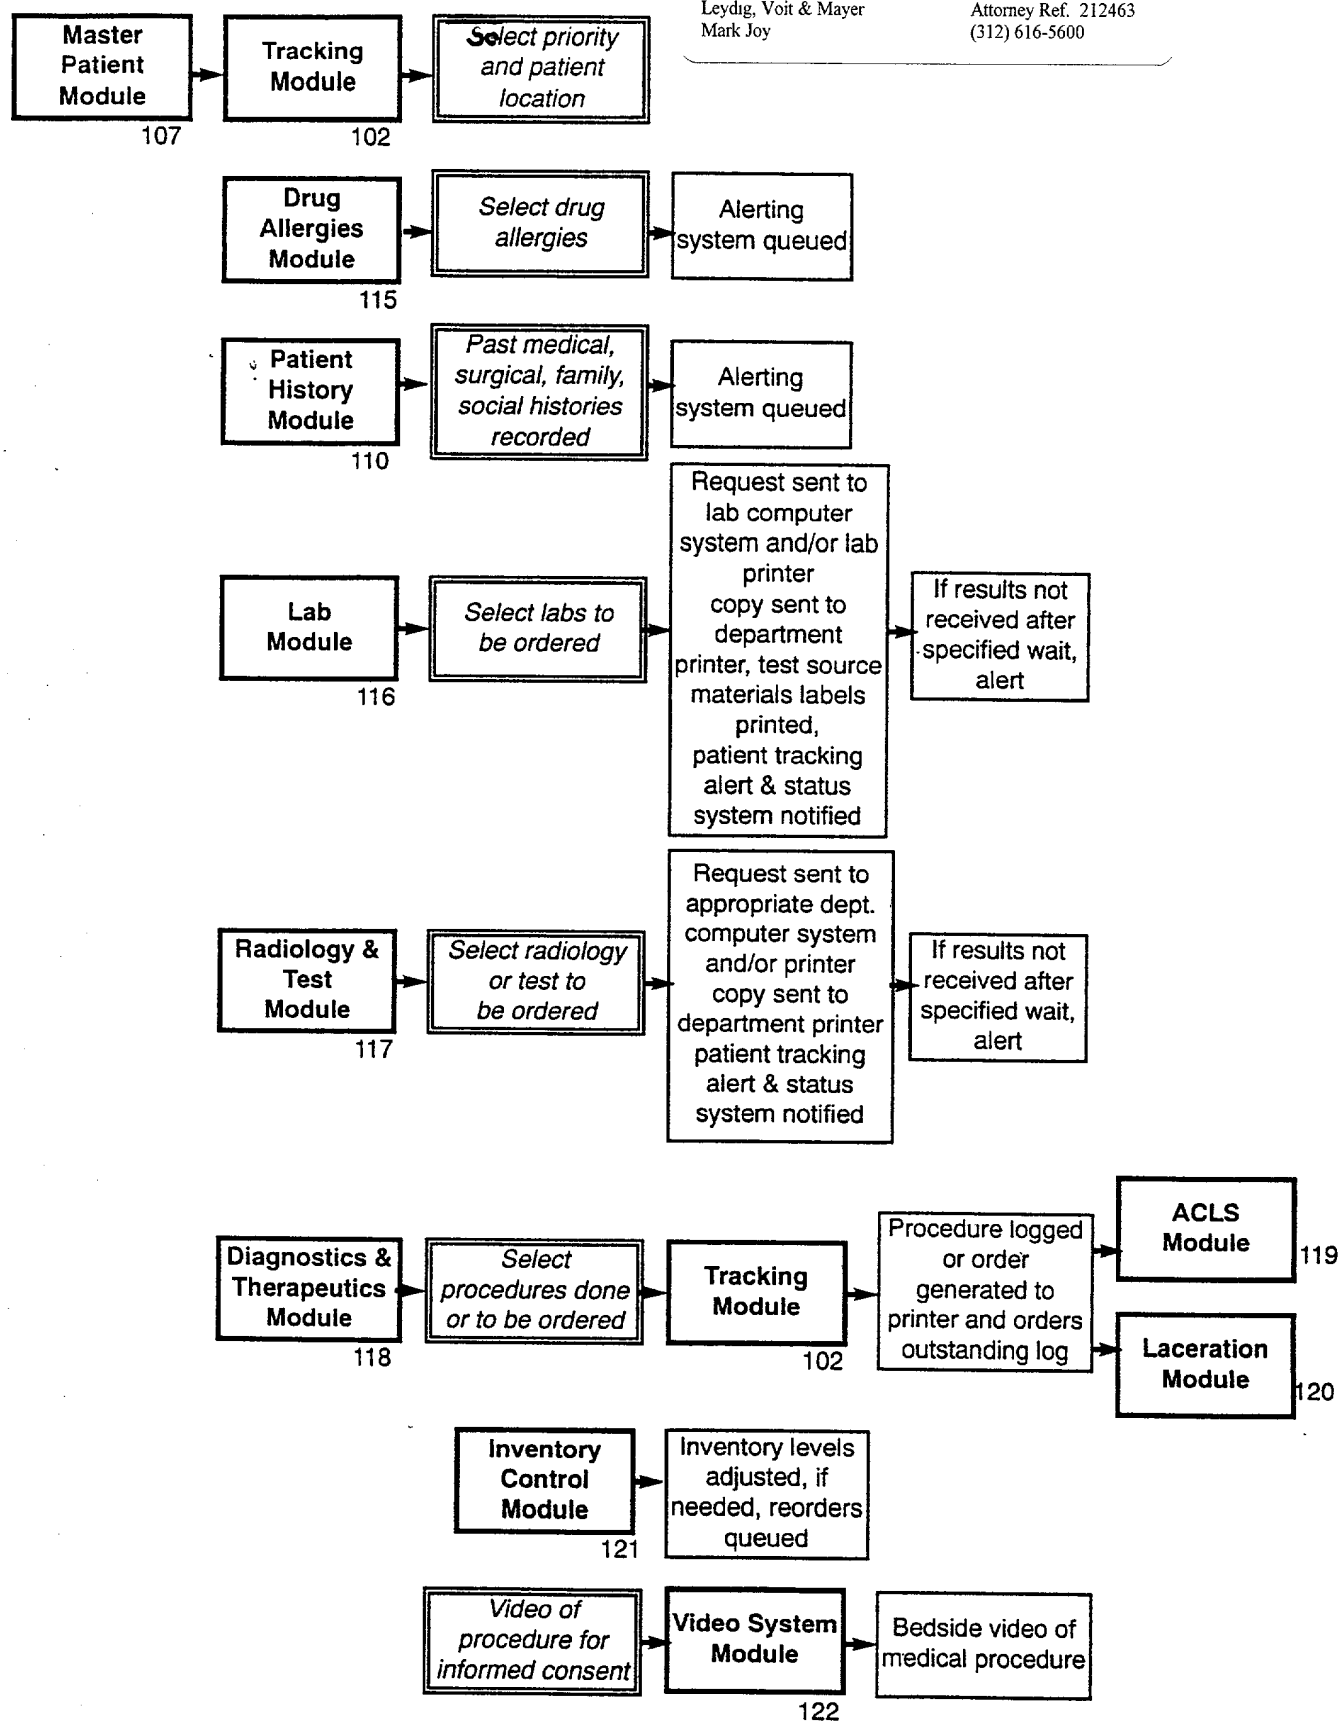 Leydig, Voit & Mayer
Mark Joy
Attorney Ref. 212463
(312) 616-5600
Master
Patient
Module
107
Tracking
Module
102
Select priority
and patient
location
Drug
Allergies
Module
115
Select drug
allergies
Alerting
system queued
Patient
History
Module
110
Past medical,
surgical, family,
social histories
recorded
Alerting
system queued
Lab
Module
116
Select labs to
be ordered
Request sent to
lab computer
system and/or lab
printer
copy sent to
department
printer, test source
materials labels
printed,
patient tracking
alert & status
system notified
If results not
received after
specified wait,
alert
Radiology &
Test
Module
117
Select radiology
or test to
be ordered
Request sent to
appropriate dept.
computer system
and/or printer
copy sent to
department printer
patient tracking
alert & status
system notified
If results not
received after
specified wait,
alert
Diagnostics &
Therapeutics
Module
118
Select
procedures done
or to be ordered
Tracking
Module
102
Procedure logged
or order
generated to
printer and orders
outstanding log
ACLS
Module
119
Laceration
Module
120
Inventory
Control
Module
121
Inventory levels
adjusted, if
needed, reorders
queued
Video of
procedure for
informed consent
Video System
Module
122
Bedside video of
medical procedure